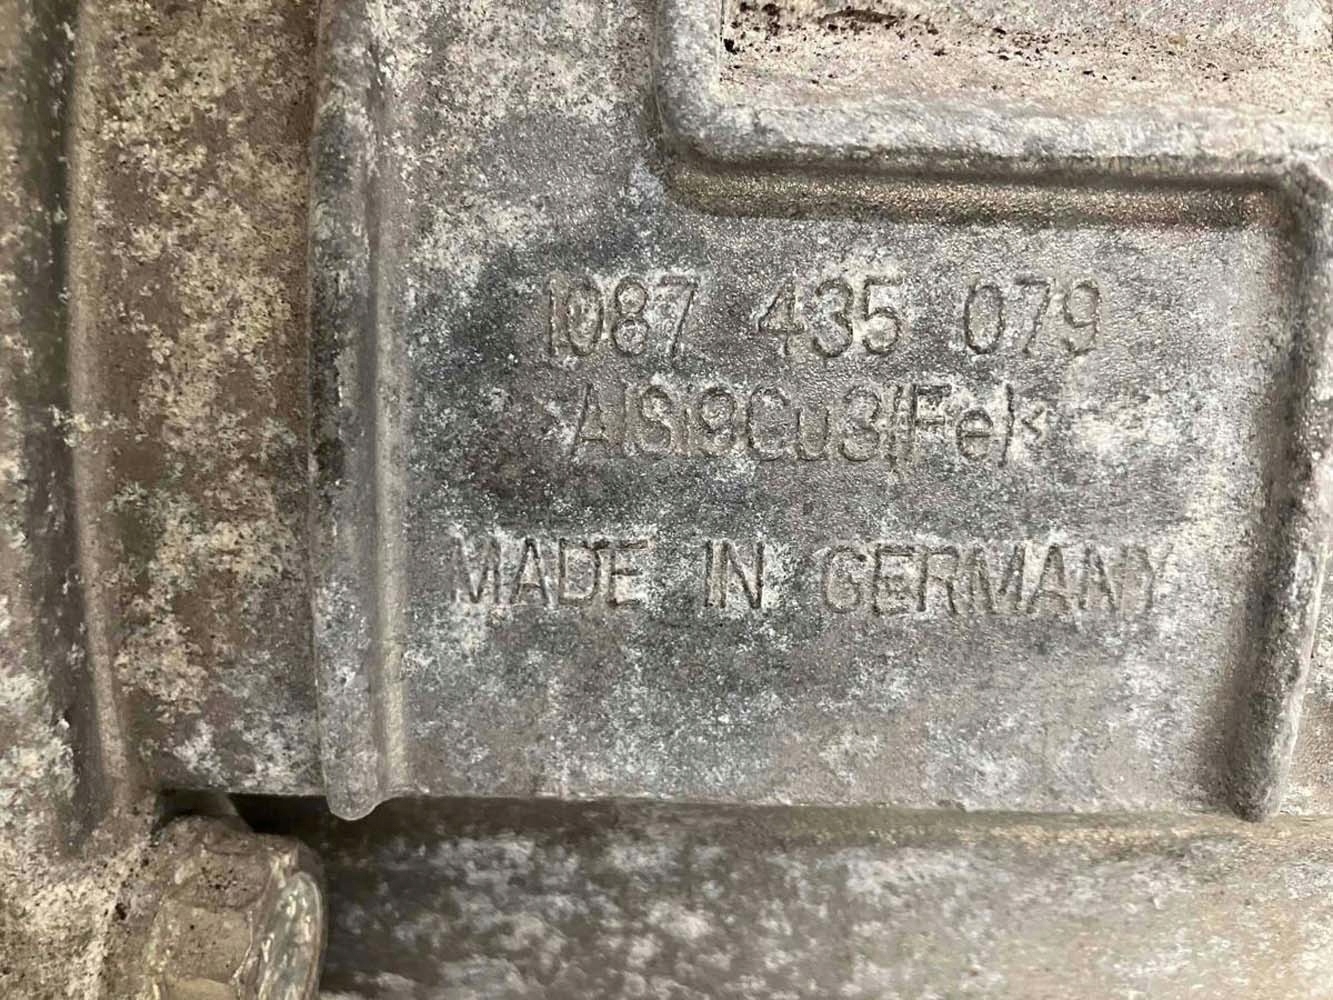 1087 435 079
>AlSi9Cu3(Fe)<
MADE IN GERMANY